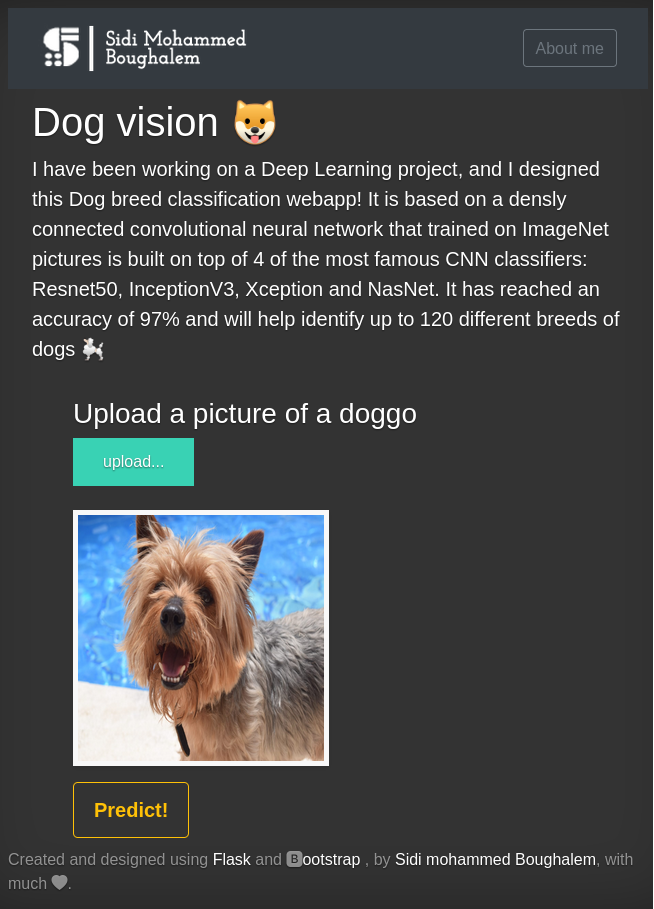 Sidi Mohammed
Boughalem
About me
Dog vision 🐶
I have been working on a Deep Learning project, and I designed
this Dog breed classification webapp! It is based on a densly
connected convolutional neural network that trained on ImageNet
pictures is built on top of 4 of the most famous CNN classifiers:
Resnet50, InceptionV3, Xception and NasNet. It has reached an
accuracy of 97% and will help identify up to 120 different breeds of
dogs 🐩
Upload a picture of a doggo
upload...
Predict!
Created and designed using Flask and 🅱ootstrap , by Sidi mohammed Boughalem, with
much ♥.